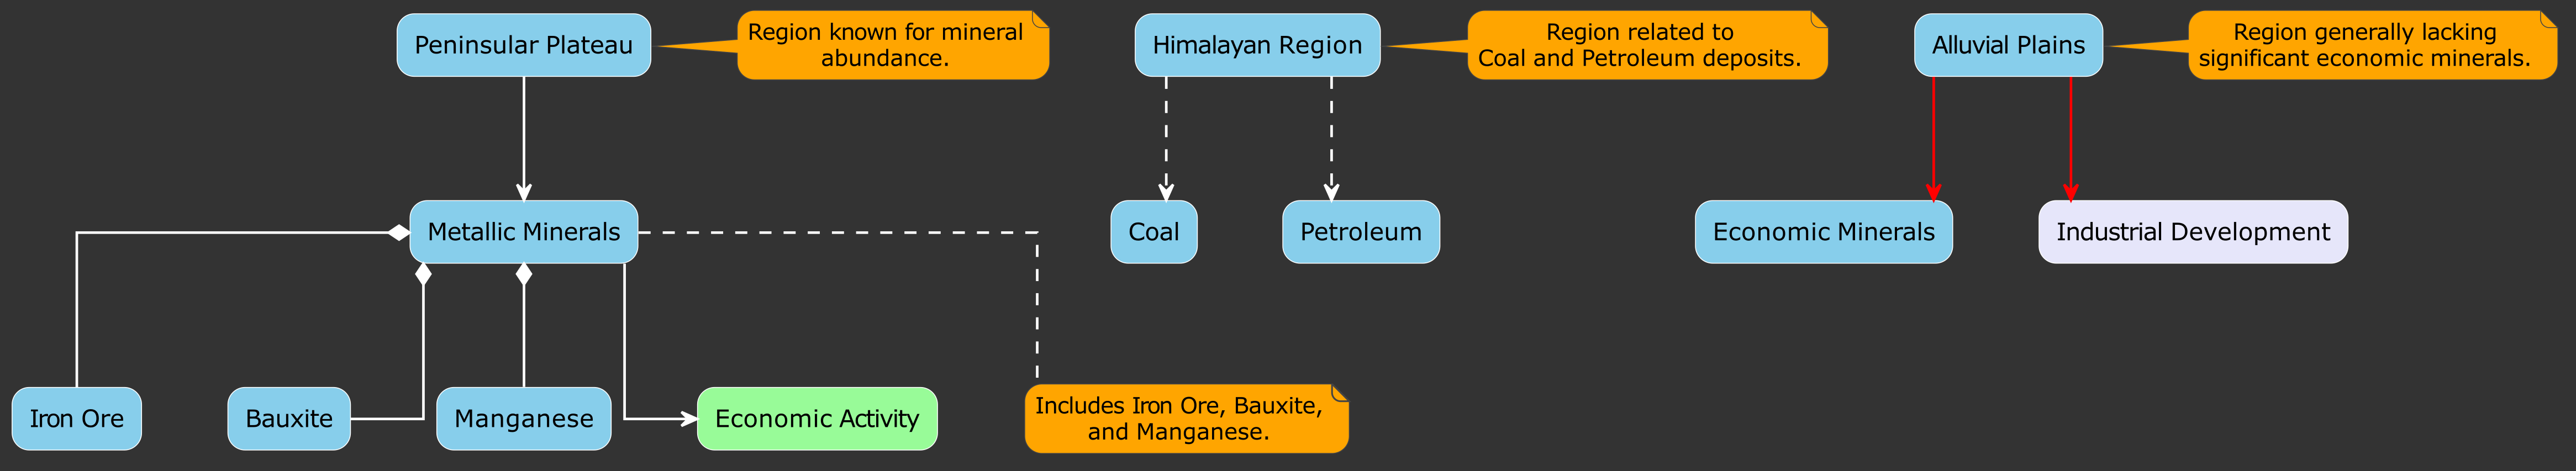 Peninsular Plateau
Region known for mineral
abundance.
Himalayan Region
Region related to
Coal and Petroleum deposits.
Alluvial Plains
Region generally lacking
significant economic minerals.
Metallic Minerals
Coal
Petroleum
Economic Minerals
Industrial Development
Iron Ore
Bauxite
Manganese
Economic Activity
Includes Iron Ore, Bauxite,
and Manganese.